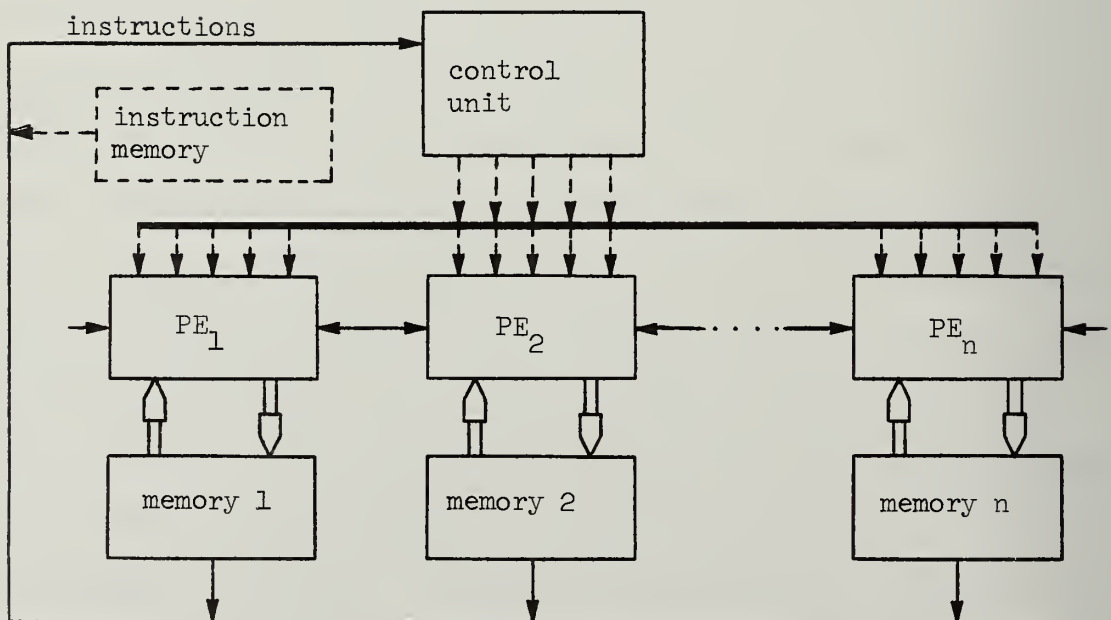 instructions
control
unit
instruction
memory
PE₁
PE₂
. . . .
PEₙ
memory 1
memory 2
memory n